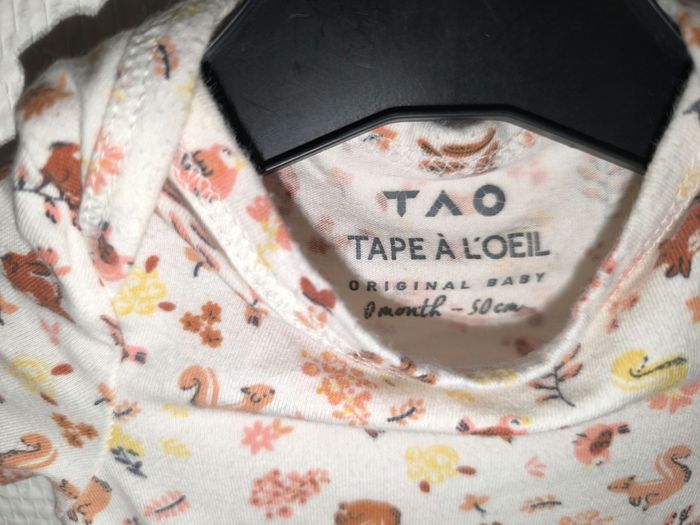 TAO
TAPE À L'OEIL
ORIGINAL BABY
0 month - 50 cm